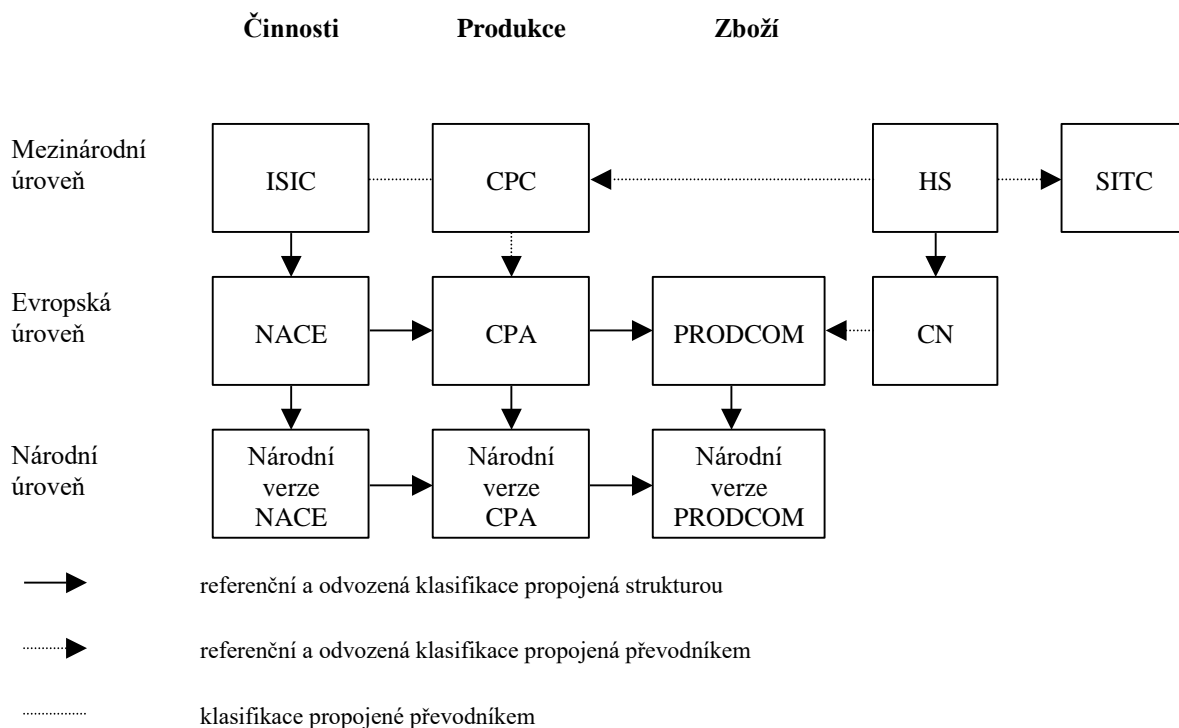 Činnosti
Produkce
Zboží
Mezinárodní
úroveň
ISIC
CPC
HS
SITC
Evropská
úroveň
NACE
CPA
PRODCOM
CN
Národní
úroveň
Národní
verze
NACE
Národní
verze
CPA
Národní
verze
PRODCOM
referenční a odvozená klasifikace propojená strukturou
referenční a odvozená klasifikace propojená převodníkem
klasifikace propojené převodníkem